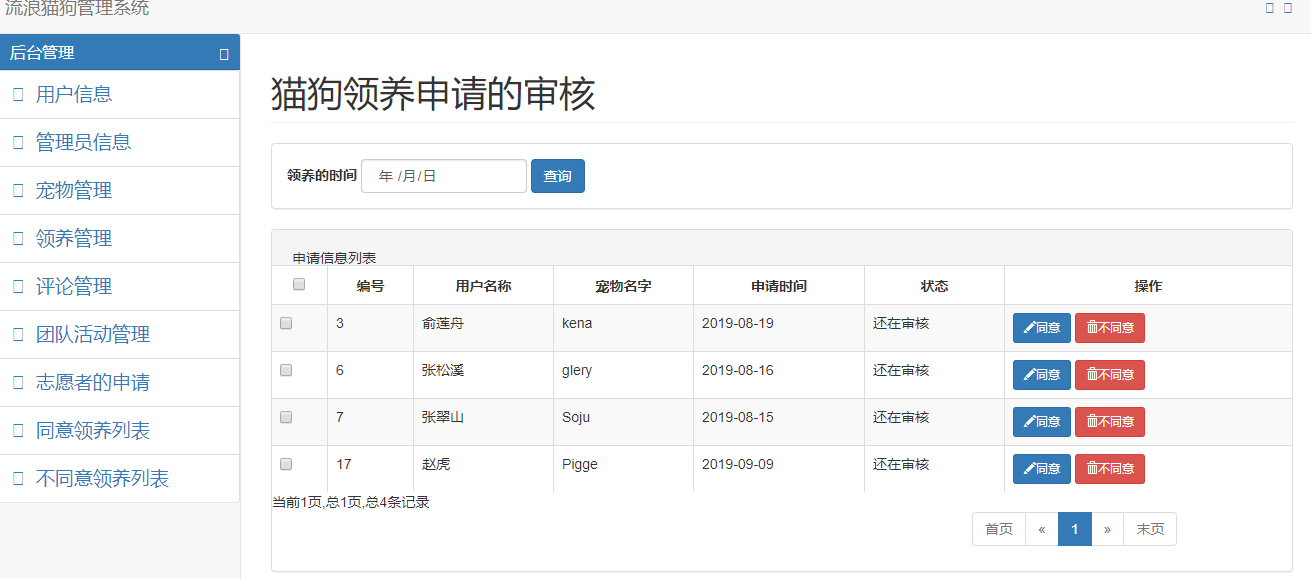 流浪猫狗管理系统
后台管理
用户信息
管理员信息
宠物管理
领养管理
评论管理
团队活动管理
志愿者的申请
同意领养列表
不同意领养列表
猫狗领养申请的审核
领养的时间 年 /月/日 查询
申请信息列表
编号 用户名称 宠物名字 申请时间 状态 操作
3 俞莲舟 kena 2019-08-19 还在审核 同意 不同意
6 张松溪 glery 2019-08-16 还在审核 同意 不同意
7 张翠山 Soju 2019-08-15 还在审核 同意 不同意
17 赵虎 Pigge 2019-09-09 还在审核 同意 不同意
当前1页,总1页,总4条记录
首页 « 1 » 末页